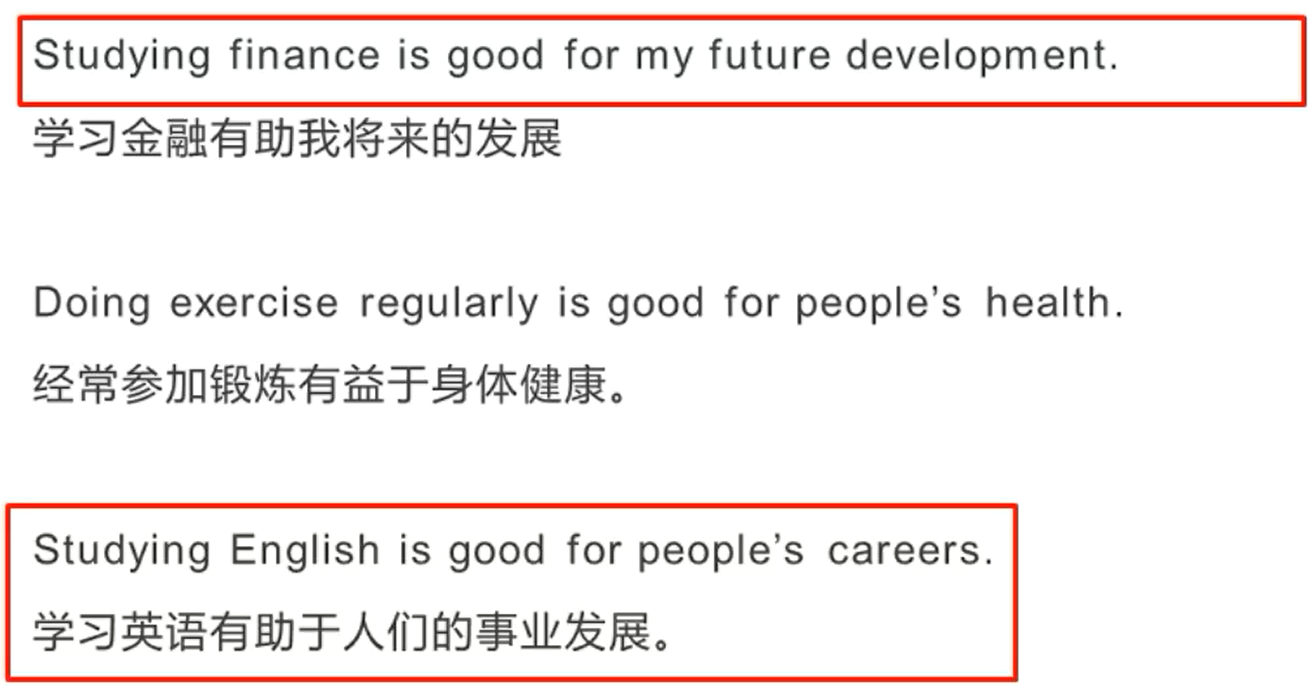 Studying finance is good for my future development.
学习金融有助我将来的发展
Doing exercise regularly is good for people’s health.
经常参加锻炼有益于身体健康。
Studying English is good for people’s careers.
学习英语有助于人们的事业发展。